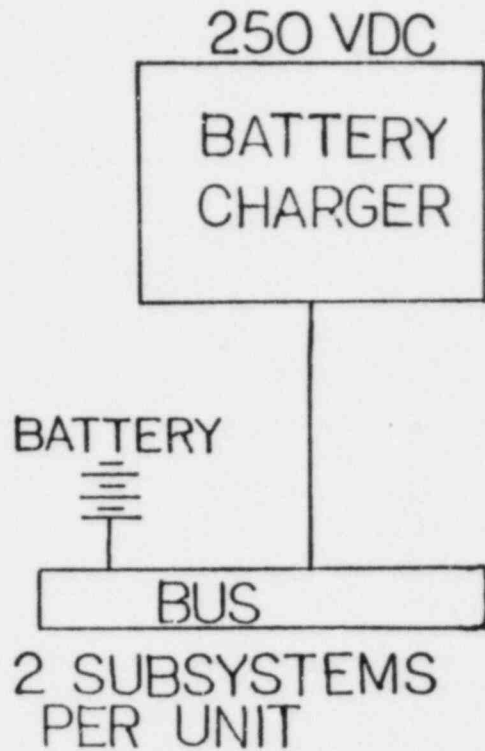 250 VDC
BATTERY
CHARGER
BATTERY
BUS
2 SUBSYSTEMS
PER UNIT